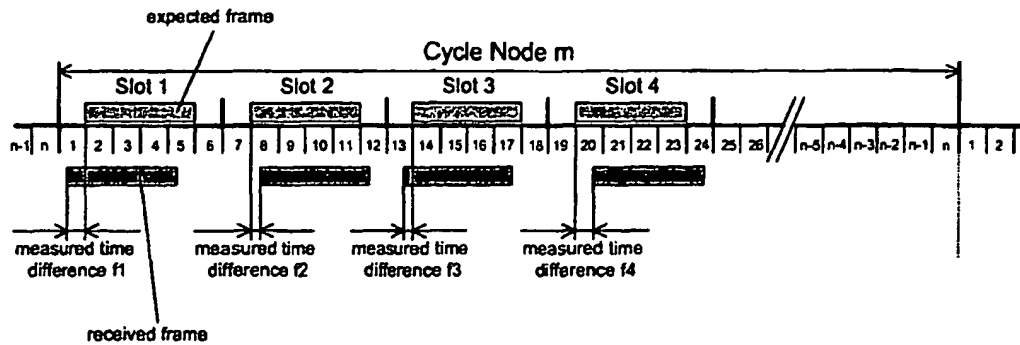 expected frame
Cycle Node m
Slot 1 Slot 2 Slot 3 Slot 4
n-1 n 1 2 3 4 5 6 7 8 9 10 11 12 13 14 15 16 17 18 19 20 21 22 23 24 25 26 n-5 n-4 n-3 n-2 n-1 n 1 2
measured time difference f1
measured time difference f2
measured time difference f3
measured time difference f4
received frame